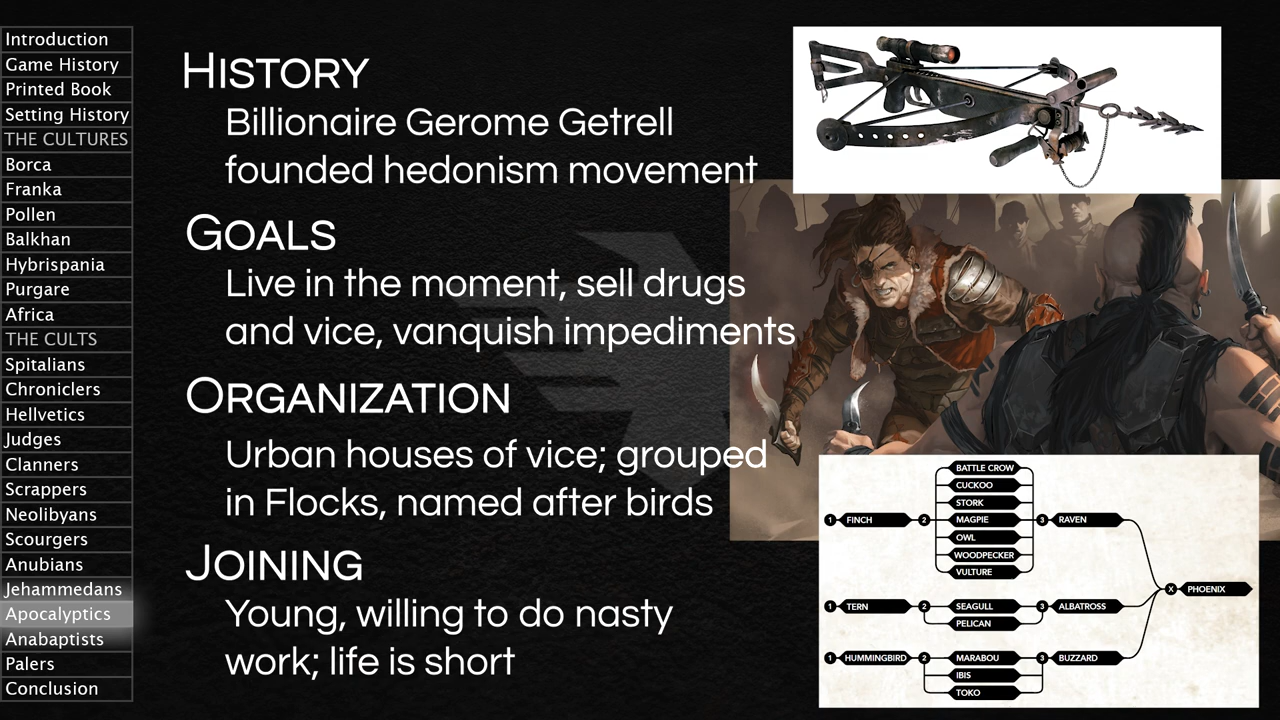 Introduction
Game History
Printed Book
Setting History
THE CULTURES
Borca
Franka
Pollen
Balkhan
Hybrispania
Purgare
Africa
THE CULTS
Spitalians
Chroniclers
Hellvetics
Judges
Clanners
Scrappers
Neolibyans
Scourgers
Anubians
Jehammedans
Apocalyptics
Anabaptists
Palers
Conclusion
HISTORY
Billionaire Gerome Getrell
founded hedonism movement
GOALS
Live in the moment, sell drugs
and vice, vanquish impediments
ORGANIZATION
Urban houses of vice; grouped
in Flocks, named after birds
JOINING
Young, willing to do nasty
work; life is short
BATTLE CROW
CUCKOO
STORK
1 FINCH 2 MAGPIE 3 RAVEN
OWL
WOODPECKER
VULTURE
X PHOENIX
1 TERN 2 SEAGULL 3 ALBATROSS
PELICAN
1 HUMMINGBIRD 2 MARABOU 3 BUZZARD
IBIS
TOKO